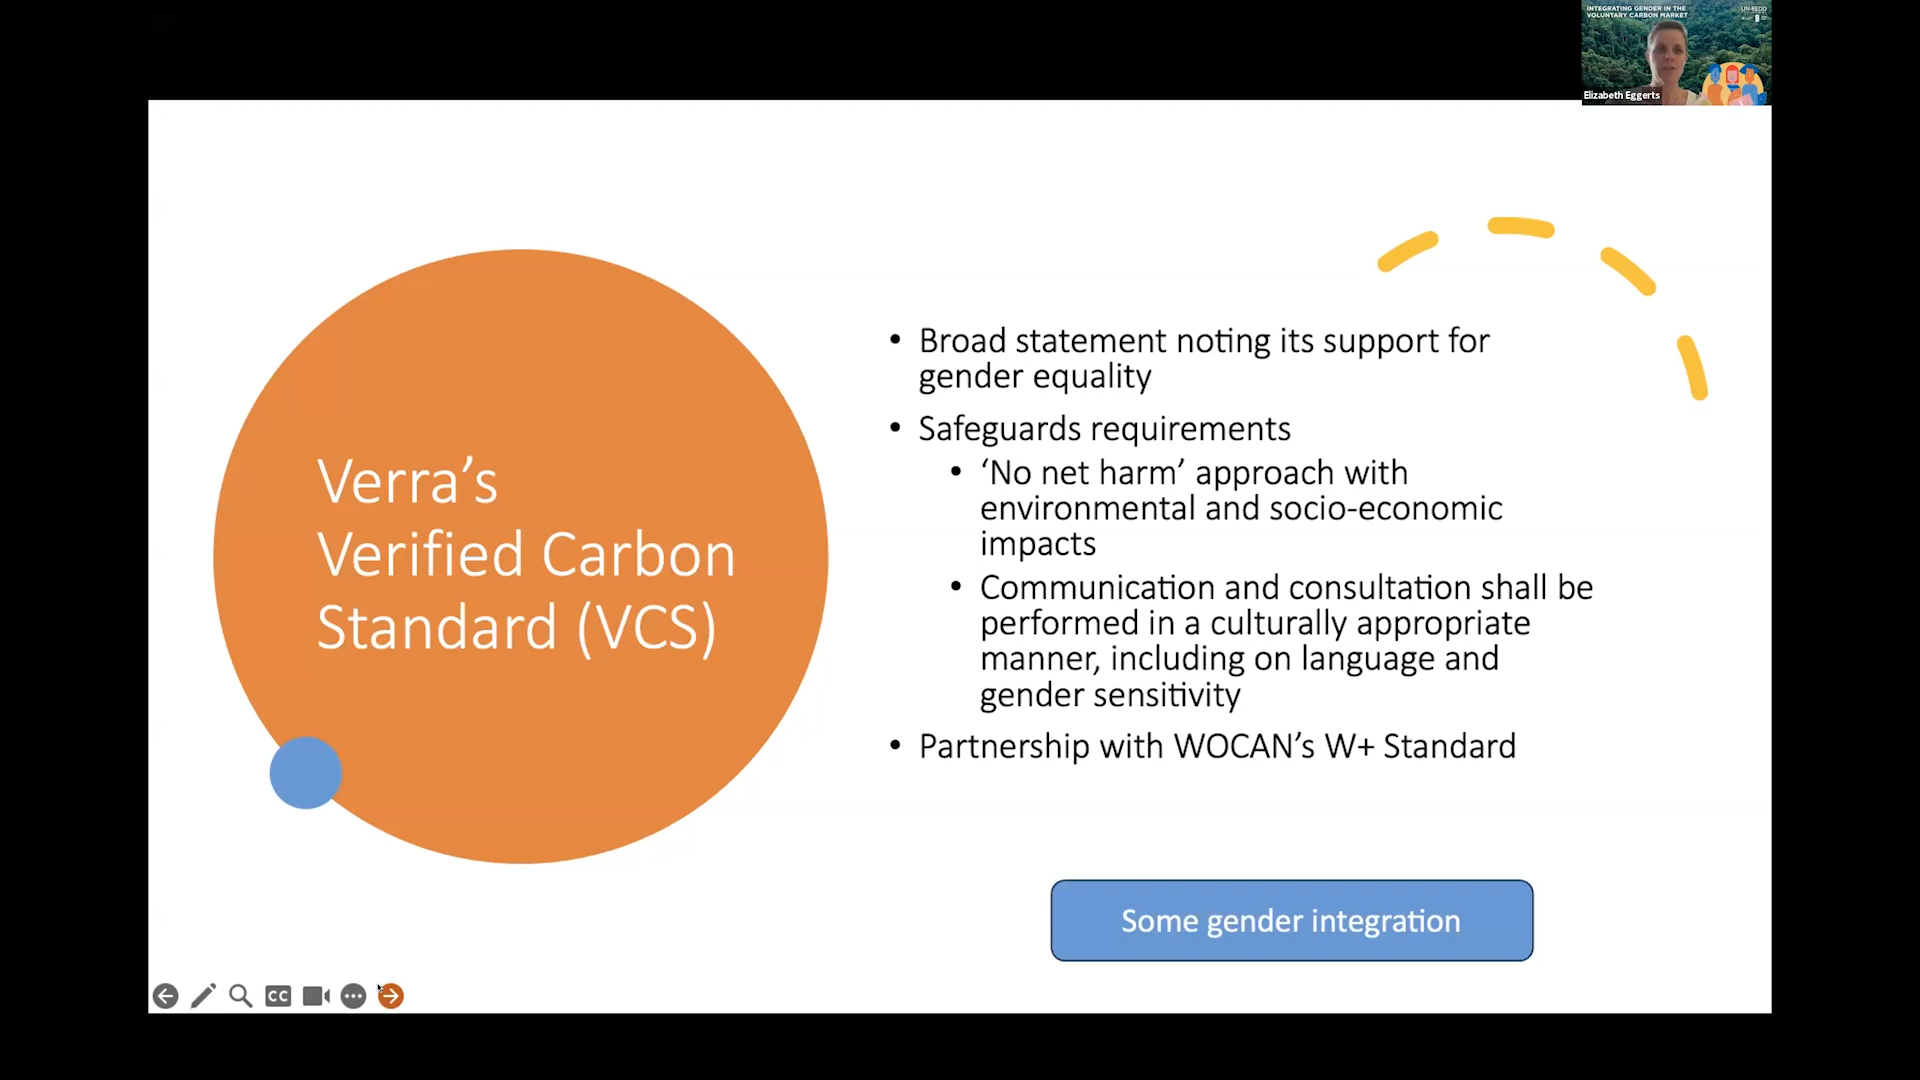 INTEGRATING GENDER IN THE
VOLUNTARY CARBON MARKET
UN-REDD
Elizabeth Eggerts
Verra’s
Verified Carbon
Standard (VCS)
• Broad statement noting its support for
gender equality
• Safeguards requirements
• ‘No net harm’ approach with
environmental and socio-economic
impacts
• Communication and consultation shall be
performed in a culturally appropriate
manner, including on language and
gender sensitivity
• Partnership with WOCAN’s W+ Standard
Some gender integration
CC